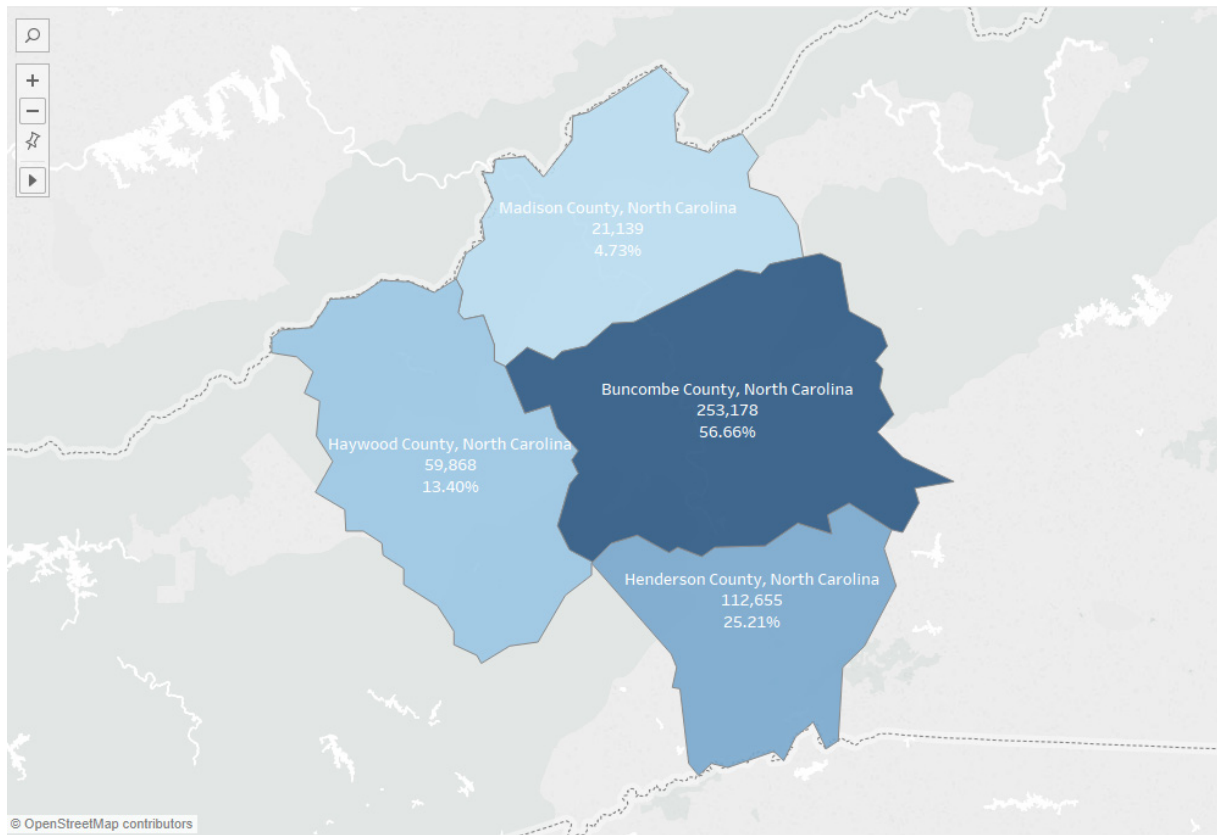 Madison County, North Carolina
21,139
4.73%
Buncombe County, North Carolina
253,178
56.66%
Haywood County, North Carolina
59,868
13.40%
Henderson County, North Carolina
112,655
25.21%
© OpenStreetMap contributors